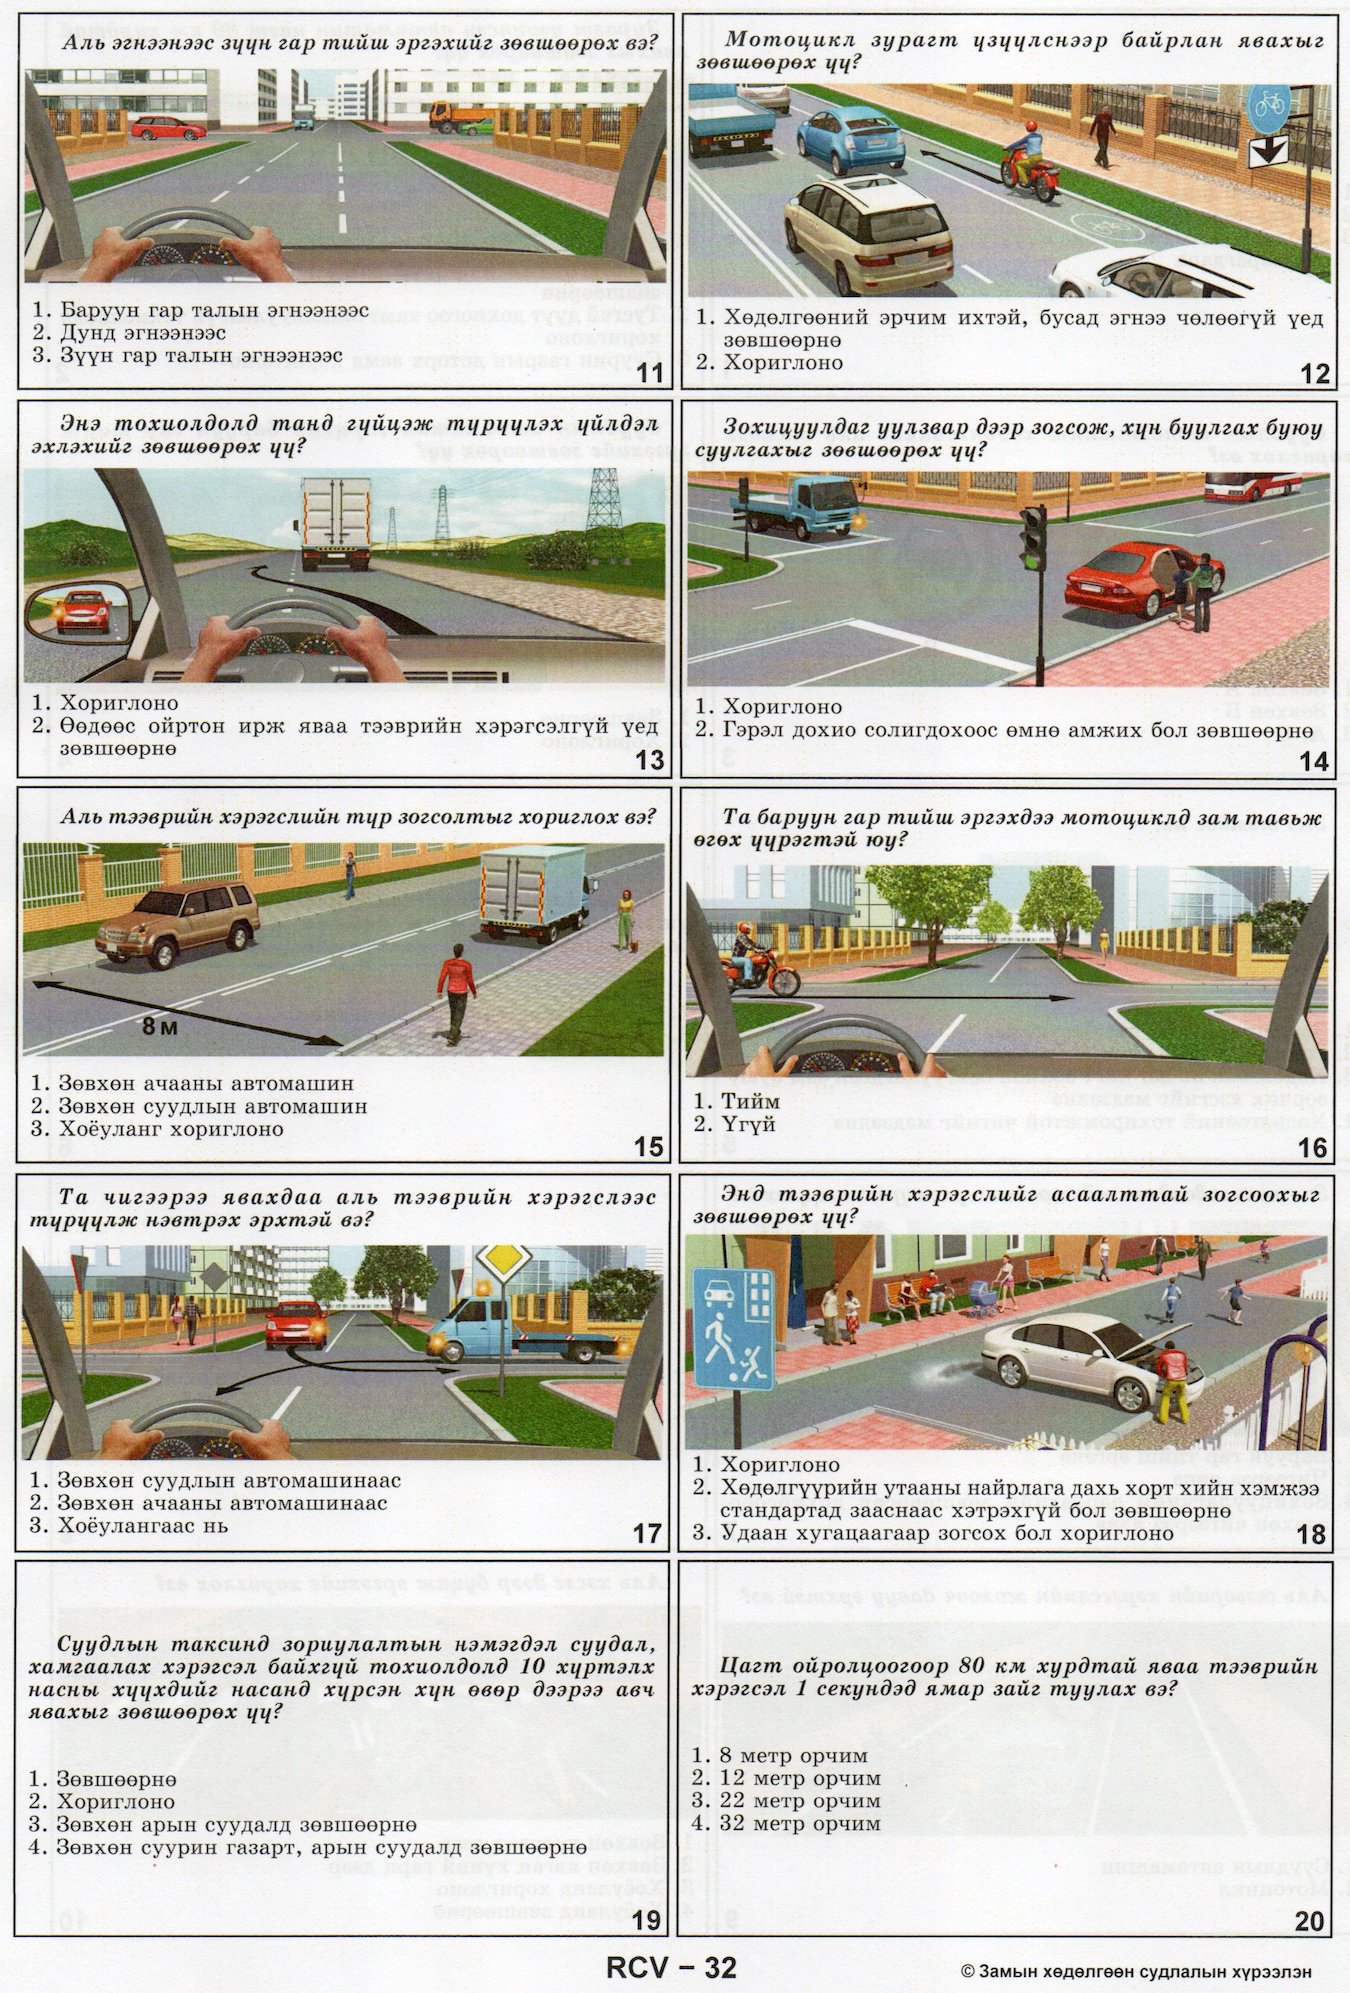 Аль эгнээнээс зүүн гар тийш эргэхийг зөвшөөрөх вэ?
1. Баруун гар талын эгнээнээс
2. Дунд эгнээнээс
3. Зүүн гар талын эгнээнээс
11
Мотоцикл зурагт үзүүлснээр байрлан явахыг
зөвшөөрөх үү?
1. Хөдөлгөөний эрчим ихтэй, бусад эгнээ чөлөөгүй үед
зөвшөөрнө
2. Хориглоно
12
Энэ тохиолдолд танд гүйцэж түрүүлэх үйлдэл
эхлэхийг зөвшөөрөх үү?
1. Хориглоно
2. Өөдөөс ойртон ирж яваа тээврийн хэрэгсэлгүй үед
зөвшөөрнө
13
Зохицуулдаг уулзвар дээр зогсож, хүн буулгах буюу
суулгахыг зөвшөөрөх үү?
1. Хориглоно
2. Гэрэл дохио солигдохоос өмнө амжих бол зөвшөөрнө
14
Аль тээврийн хэрэгслийн түр зогсолтыг хориглох вэ?
8 м
1. Зөвхөн ачааны автомашин
2. Зөвхөн суудлын автомашин
3. Хоёуланг хориглоно
15
Та баруун гар тийш эргэхдээ мотоциклд зам тавьж
өгөх үүрэгтэй юу?
1. Тийм
2. Үгүй
16
Та чигээрээ явахдаа аль тээврийн хэрэгслээс
түрүүлж нэвтрэх эрхтэй вэ?
1. Зөвхөн суудлын автомашинаас
2. Зөвхөн ачааны автомашинаас
3. Хоёулангаас нь
17
Энд тээврийн хэрэгслийг асаалттай зогсоохыг
зөвшөөрөх үү?
1. Хориглоно
2. Хөдөлгүүрийн утааны найрлага дахь хорт хийн хэмжээ
стандартад зааснаас хэтрэхгүй бол зөвшөөрнө
3. Удаан хугацаагаар зогсох бол хориглоно
18
Суудлын таксинд зориулалтын нэмэгдэл суудал,
хамгаалах хэрэгсэл байхгүй тохиолдолд 10 хүртэлх
насны хүүхдийг насанд хүрсэн хүн өвөр дээрээ авч
явахыг зөвшөөрөх үү?
1. Зөвшөөрнө
2. Хориглоно
3. Зөвхөн арын суудалд зөвшөөрнө
4. Зөвхөн суурин газарт, арын суудалд зөвшөөрнө
19
Цагт ойролцоогоор 80 км хурдтай яваа тээврийн
хэрэгсэл 1 секундэд ямар зайг туулах вэ?
1. 8 метр орчим
2. 12 метр орчим
3. 22 метр орчим
4. 32 метр орчим
20
RCV – 32
© Замын хөдөлгөөн судлалын хүрээлэн